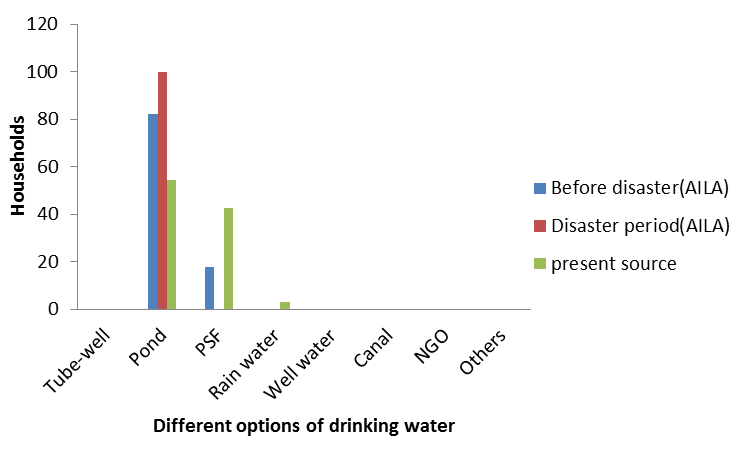 120
100
80
60
40
20
0
Households
Tube-well
Pond
PSF
Rain water
Well water
Canal
NGO
Others
Different options of drinking water
Before disaster(AILA)
Disaster period(AILA)
present source